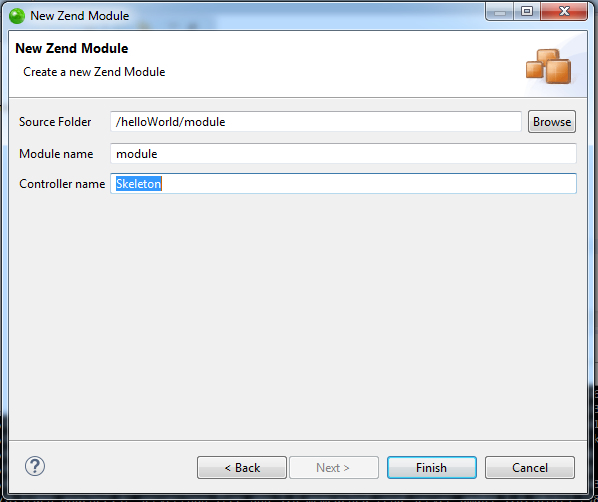 New Zend Module
New Zend Module
Create a new Zend Module
Source Folder /helloWorld/module Browse
Module name module
Controller name Skeleton
? < Back Next > Finish Cancel